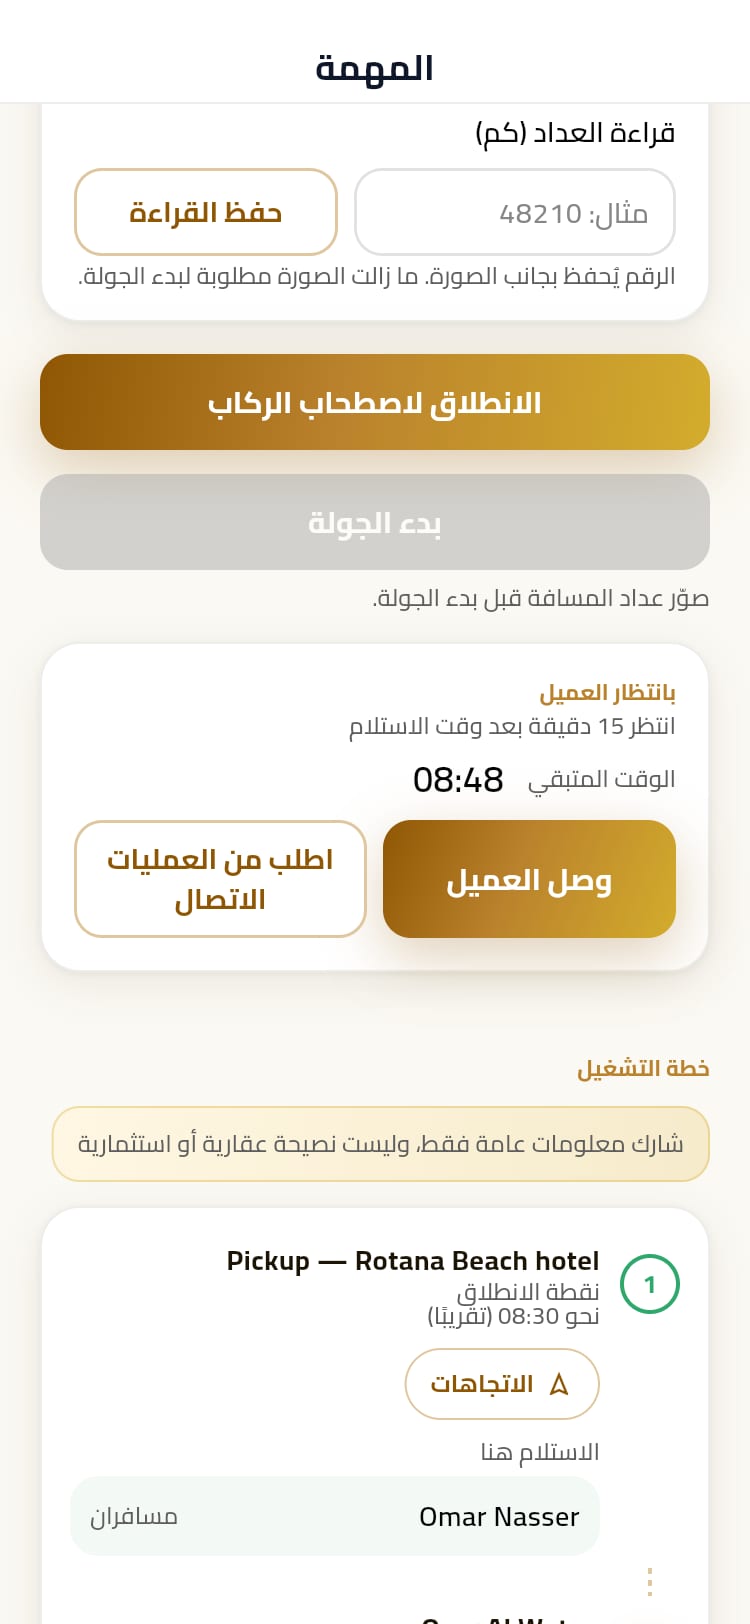 المهمة
قراءة العداد (كم)
مثال: 48210
حفظ القراءة
الرقم يُحفظ بجانب الصورة. ما زالت الصورة مطلوبة لبدء الجولة.
الانطلاق لاصطحاب الركاب
بدء الجولة
صوّر عداد المسافة قبل بدء الجولة.
بانتظار العميل
انتظر 15 دقيقة بعد وقت الاستلام
الوقت المتبقي 08:48
وصل العميل
اطلب من العمليات
الاتصال
خطة التشغيل
شارك معلومات عامة فقط، وليست نصيحة عقارية أو استثمارية
1
Pickup — Rotana Beach hotel
نقطة الانطلاق
نحو 08:30 (تقريبًا)
الاتجاهات
الاستلام هنا
Omar Nasser
مسافران